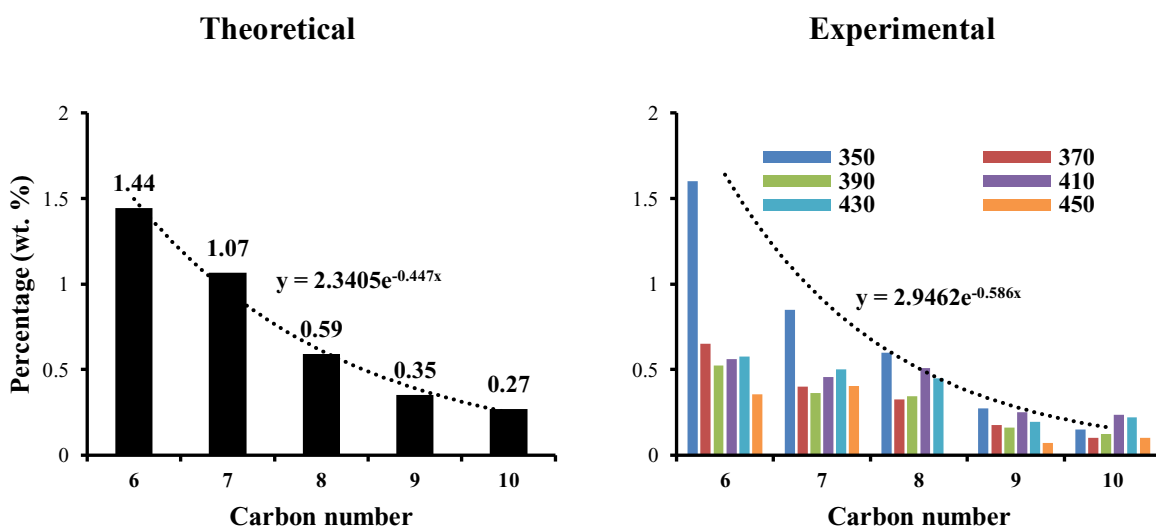 Theoretical
Percentage (wt. %)
2
1.5
1
0.5
0
1.44
1.07
0.59
0.35
0.27
y = 2.3405e^-0.447x
6 7 8 9 10
Carbon number
Experimental
2
1.5
1
0.5
0
350 370
390 410
430 450
y = 2.9462e^-0.586x
6 7 8 9 10
Carbon number